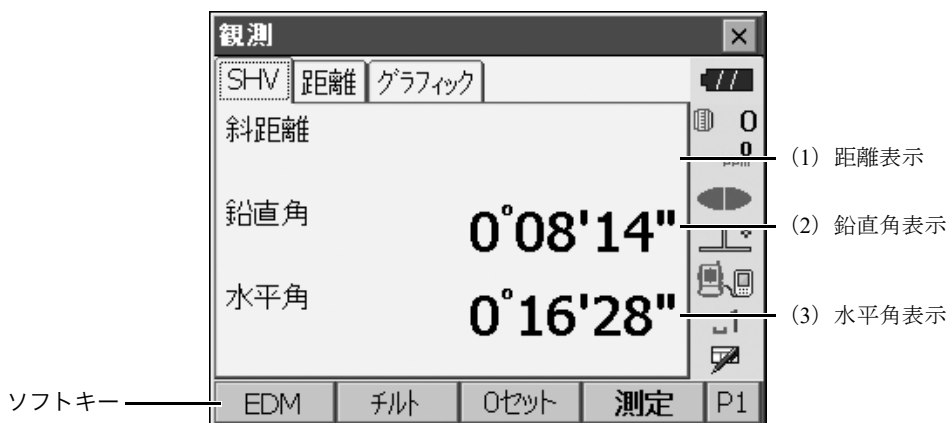 観測
SHV 距離 グラフィック
斜距離
0
0
ppm
(1) 距離表示
鉛直角
0°08'14"
(2) 鉛直角表示
水平角
0°16'28"
1
(3) 水平角表示
ソフトキー
EDM チルト 0セット 測定 P1